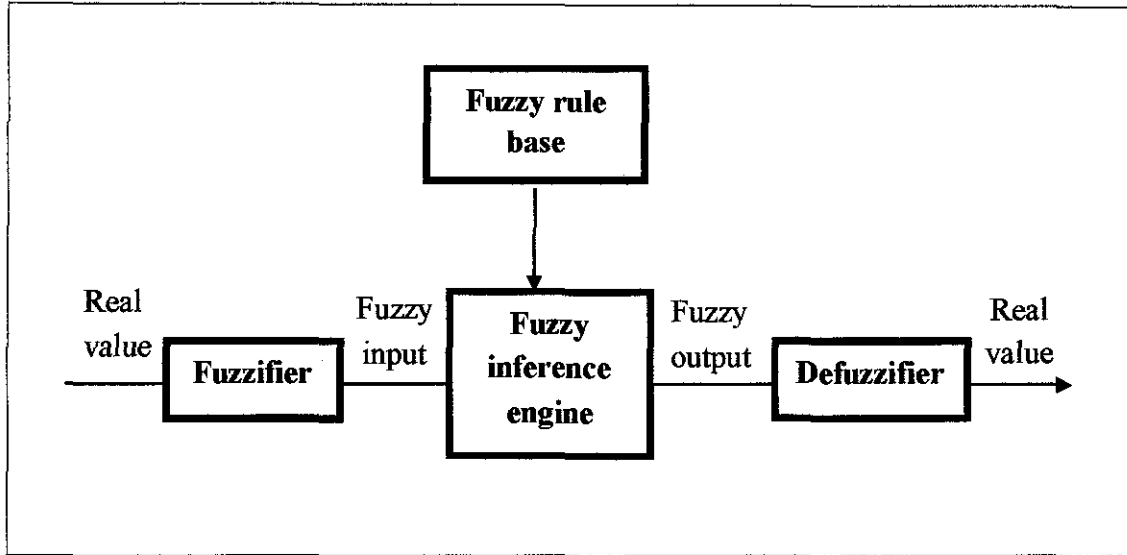 Fuzzy rule
base
Real
value
Fuzzifier
Fuzzy
input
Fuzzy
inference
engine
Fuzzy
output
Defuzzifier
Real
value